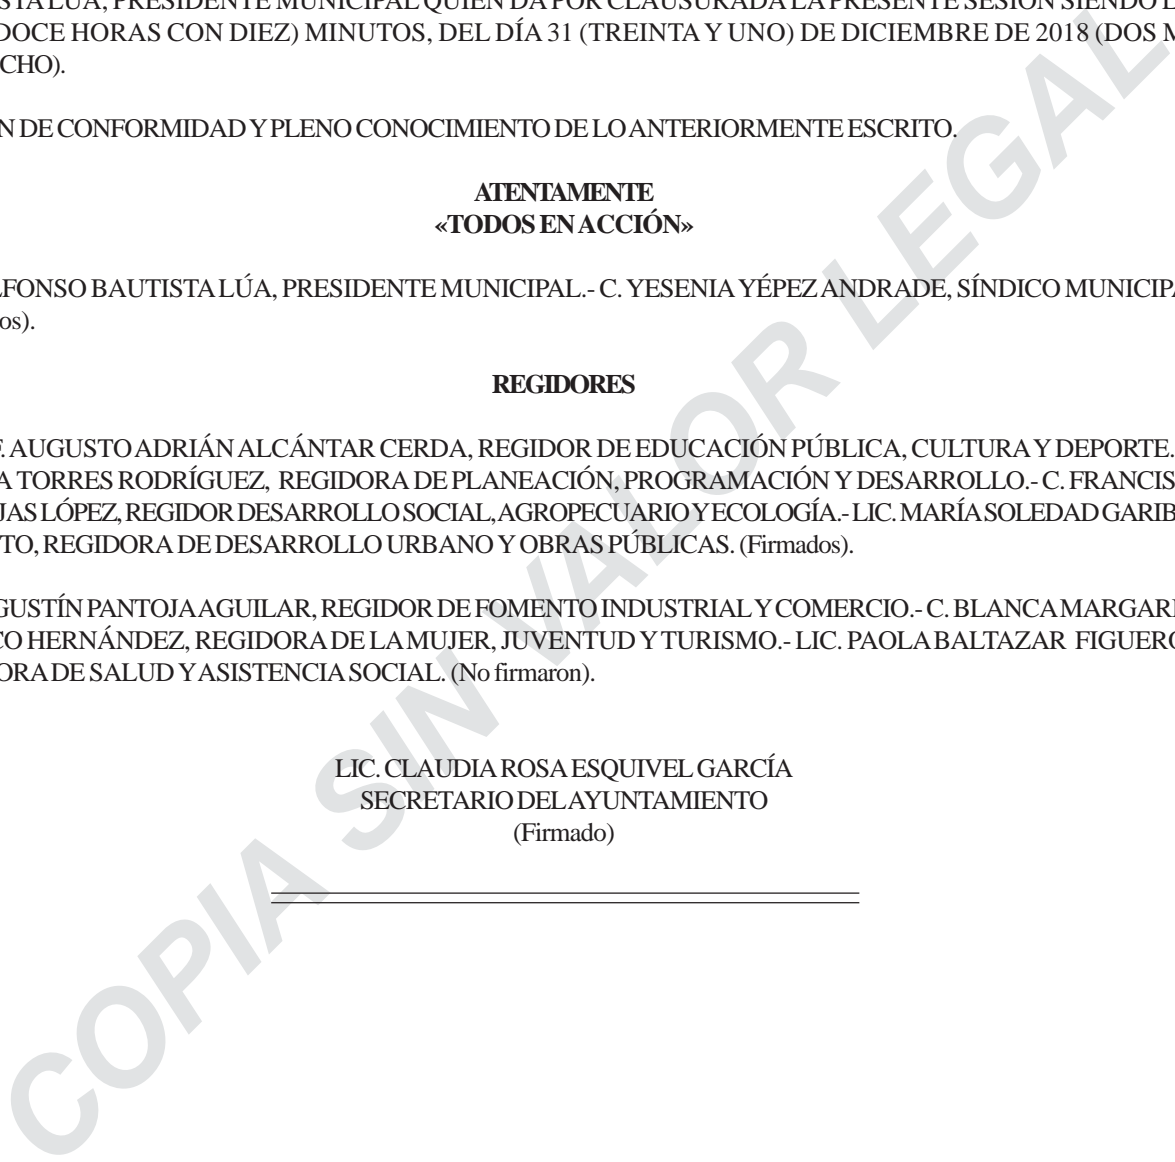 STA LÚA, PRESIDENTE MUNICIPAL QUIEN DA POR CLAUSURADA LA PRESENTE SESIÓN SIENDO L
DOCE HORAS CON DIEZ) MINUTOS, DEL DÍA 31 (TREINTA Y UNO) DE DICIEMBRE DE 2018 (DOS M
CHO).
N DE CONFORMIDAD Y PLENO CONOCIMIENTO DE LO ANTERIORMENTE ESCRITO.
ATENTAMENTE
«TODOS EN ACCIÓN»
LFONSO BAUTISTA LÚA, PRESIDENTE MUNICIPAL.- C. YESENIA YÉPEZ ANDRADE, SÍNDICO MUNICIPA
os).
REGIDORES
F. AUGUSTO ADRIÁN ALCÁNTAR CERDA, REGIDOR DE EDUCACIÓN PÚBLICA, CULTURA Y DEPORTE.
A TORRES RODRÍGUEZ, REGIDORA DE PLANEACIÓN, PROGRAMACIÓN Y DESARROLLO.- C. FRANCIS
JAS LÓPEZ, REGIDOR DESARROLLO SOCIAL, AGROPECUARIO Y ECOLOGÍA.- LIC. MARÍA SOLEDAD GARIB
TO, REGIDORA DE DESARROLLO URBANO Y OBRAS PÚBLICAS. (Firmados).
GUSTÍN PANTOJA AGUILAR, REGIDOR DE FOMENTO INDUSTRIAL Y COMERCIO.- C. BLANCA MARGARI
CO HERNÁNDEZ, REGIDORA DE LA MUJER, JUVENTUD Y TURISMO.- LIC. PAOLA BALTAZAR FIGUERO
ORA DE SALUD Y ASISTENCIA SOCIAL. (No firmaron).
LIC. CLAUDIA ROSA ESQUIVEL GARCÍA
SECRETARIO DEL AYUNTAMIENTO
(Firmado)
COPIA SIN VALOR LEGAL